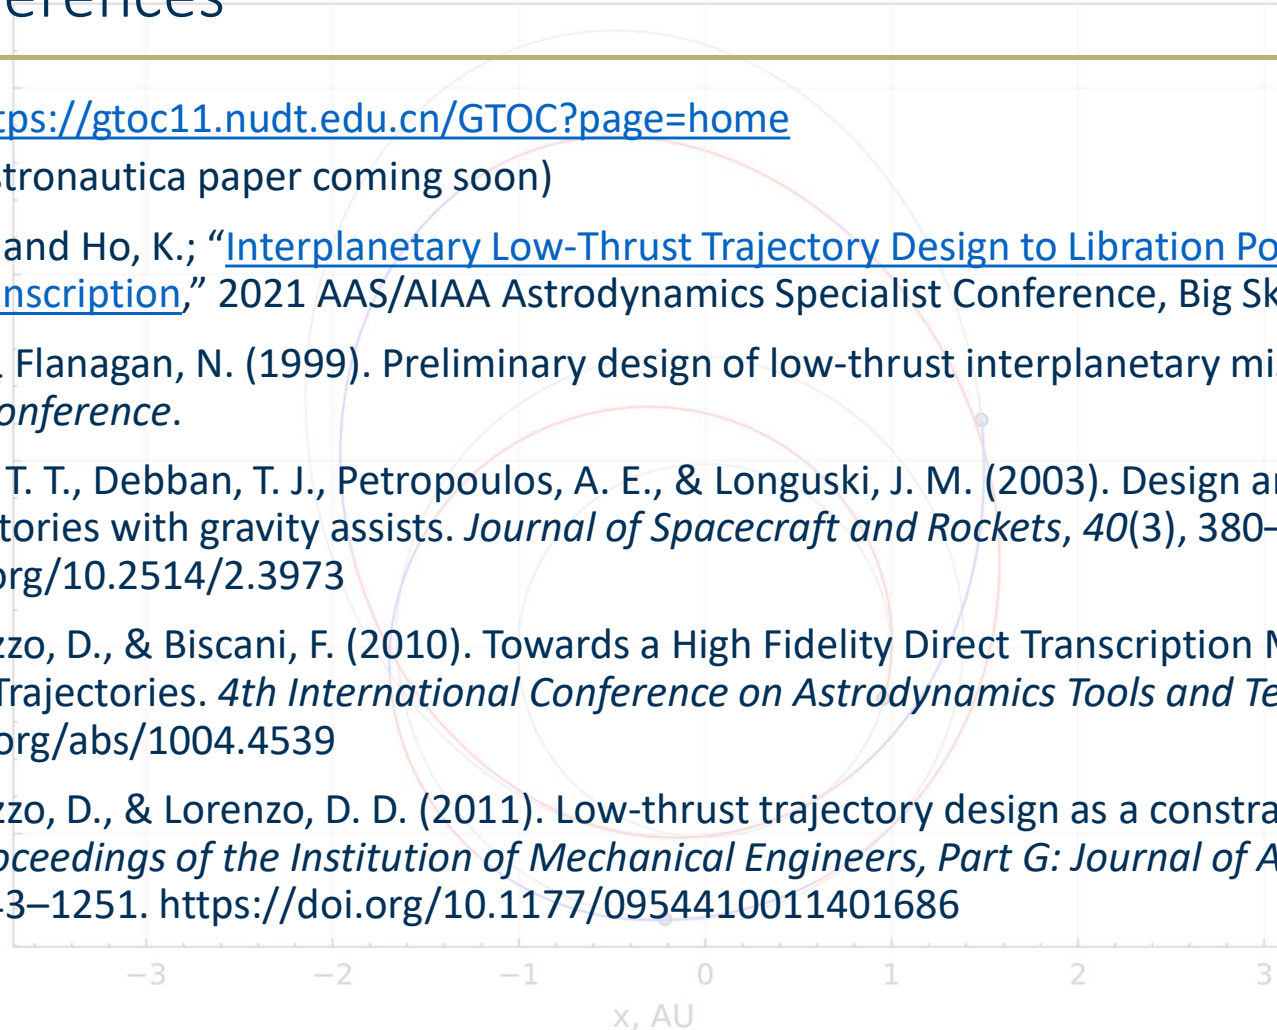 erences
tps://gtoc11.nudt.edu.cn/GTOC?page=home
stronautica paper coming soon)
and Ho, K.; “Interplanetary Low-Thrust Trajectory Design to Libration Po
nscription,” 2021 AAS/AIAA Astrodynamics Specialist Conference, Big Sk
Flanagan, N. (1999). Preliminary design of low-thrust interplanetary mis
onference.
T. T., Debban, T. J., Petropoulos, A. E., & Longuski, J. M. (2003). Design an
tories with gravity assists. Journal of Spacecraft and Rockets, 40(3), 380–
org/10.2514/2.3973
zzo, D., & Biscani, F. (2010). Towards a High Fidelity Direct Transcription M
Trajectories. 4th International Conference on Astrodynamics Tools and Te
org/abs/1004.4539
zzo, D., & Lorenzo, D. D. (2011). Low-thrust trajectory design as a constra
oceedings of the Institution of Mechanical Engineers, Part G: Journal of A
3–1251. https://doi.org/10.1177/0954410011401686
−3 −2 −1 0 1 2 3
x, AU